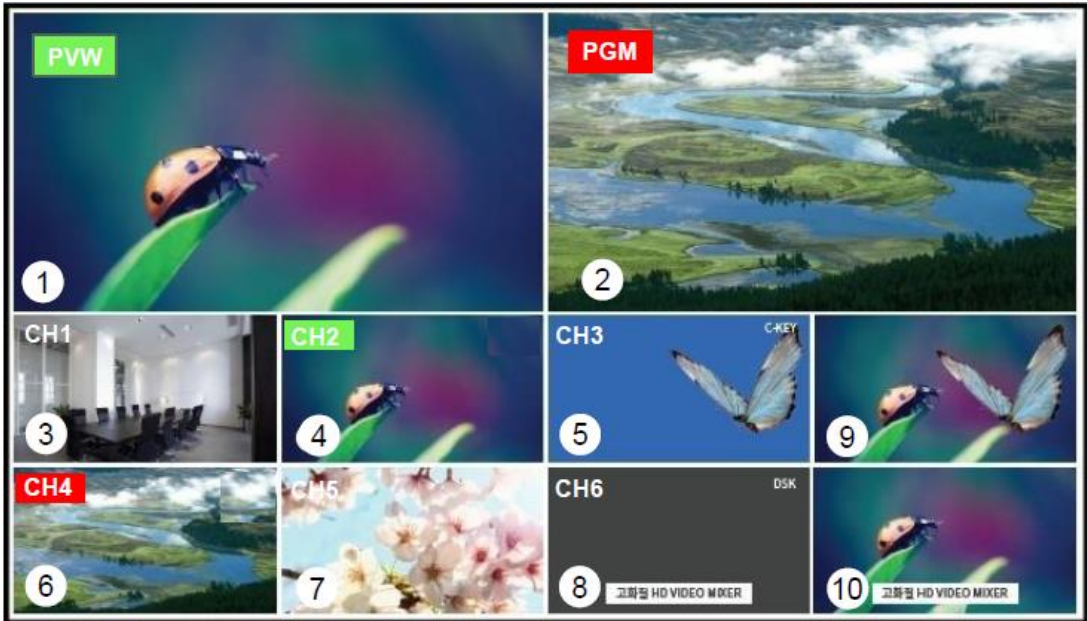 PVW
PGM
1
2
CH1
CH2
CH3
C-KEY
3
4
5
9
CH4
CH5
CH6
DSK
6
7
8
고화질 HD VIDEO MIXER
10
고화질 HD VIDEO MIXER